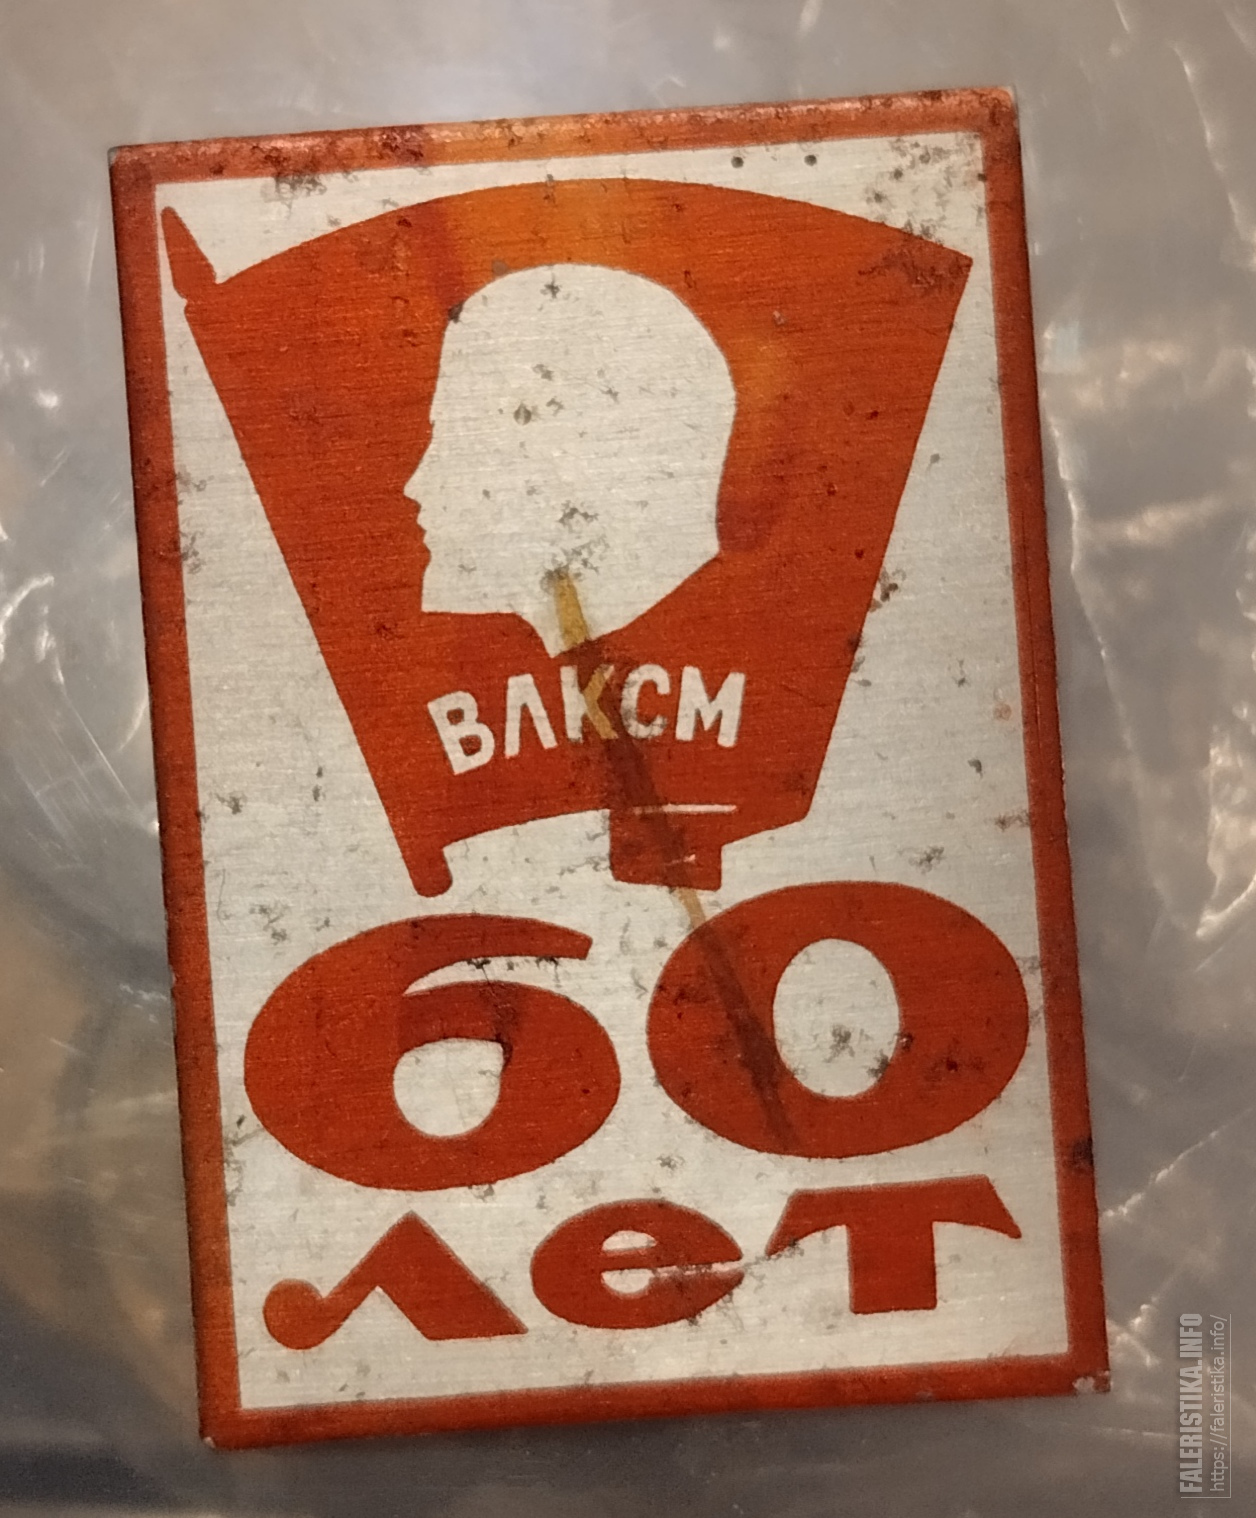 ВЛКСМ
60
лет
FALERISTIKA.INFO
https://faleristika.info/